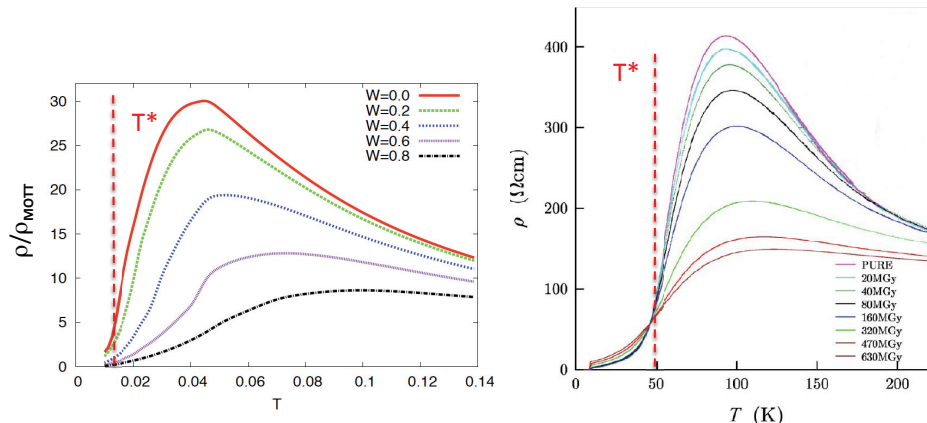 ρ/ρMOTT
30
25
20
15
10
5
0
T*
W=0.0
W=0.2
W=0.4
W=0.6
W=0.8
0 0.02 0.04 0.06 0.08 0.1 0.12 0.14
T
ρ (Ωcm)
400
300
200
100
0
T*
PURE
20MGy
40MGy
80MGy
160MGy
320MGy
470MGy
630MGy
0 50 100 150 200
T (K)